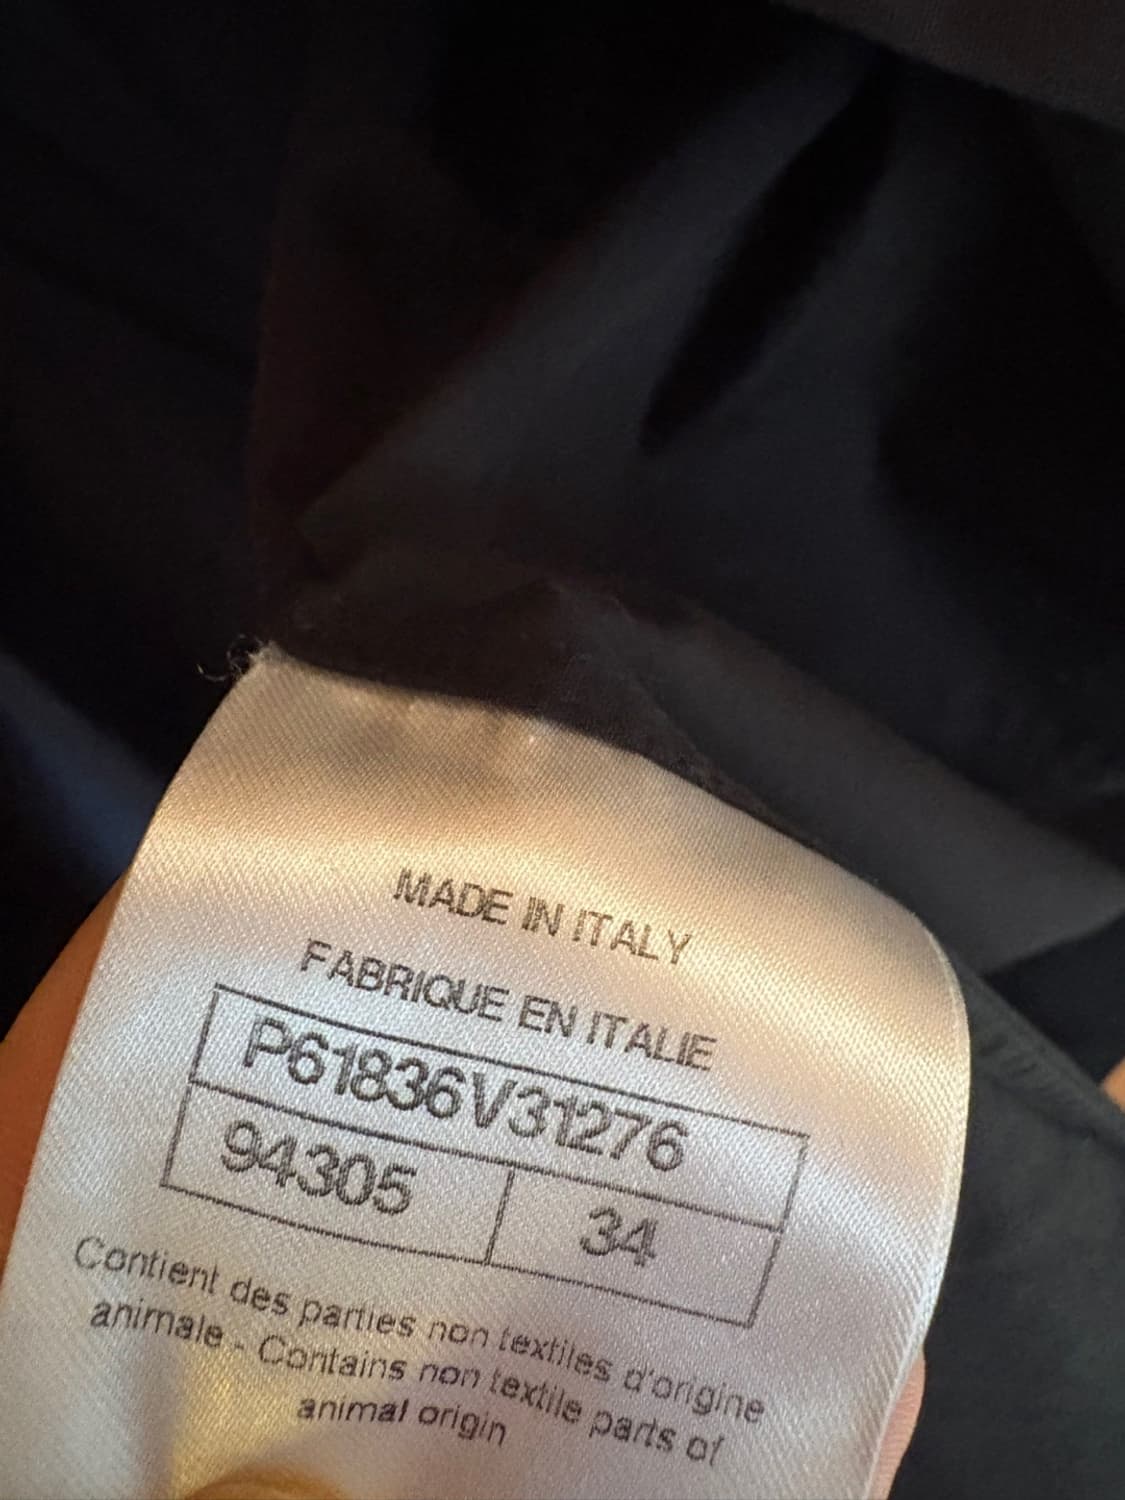 MADE IN ITALY
FABRIQUE EN ITALIE
P61836V31276
94305
34
Contient des parties non textiles d'origine
animale - Contains non textile parts of
animal origin